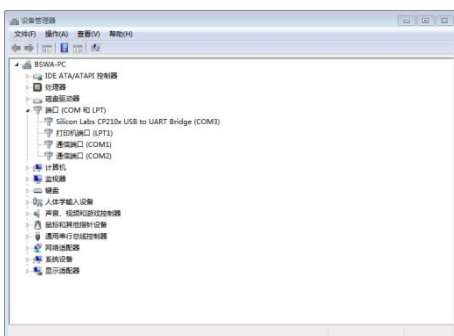 设备管理器
文件(F) 操作(A) 查看(V) 帮助(H)
BSWA-PC
IDE ATA/ATAPI 控制器
处理器
磁盘驱动器
端口 (COM 和 LPT)
Silicon Labs CP210x USB to UART Bridge (COM3)
打印机端口 (LPT1)
通信端口 (COM1)
通信端口 (COM2)
计算机
监视器
键盘
人体学输入设备
声音、视频和游戏控制器
鼠标和其他指针设备
通用串行总线控制器
网络适配器
系统设备
显示适配器